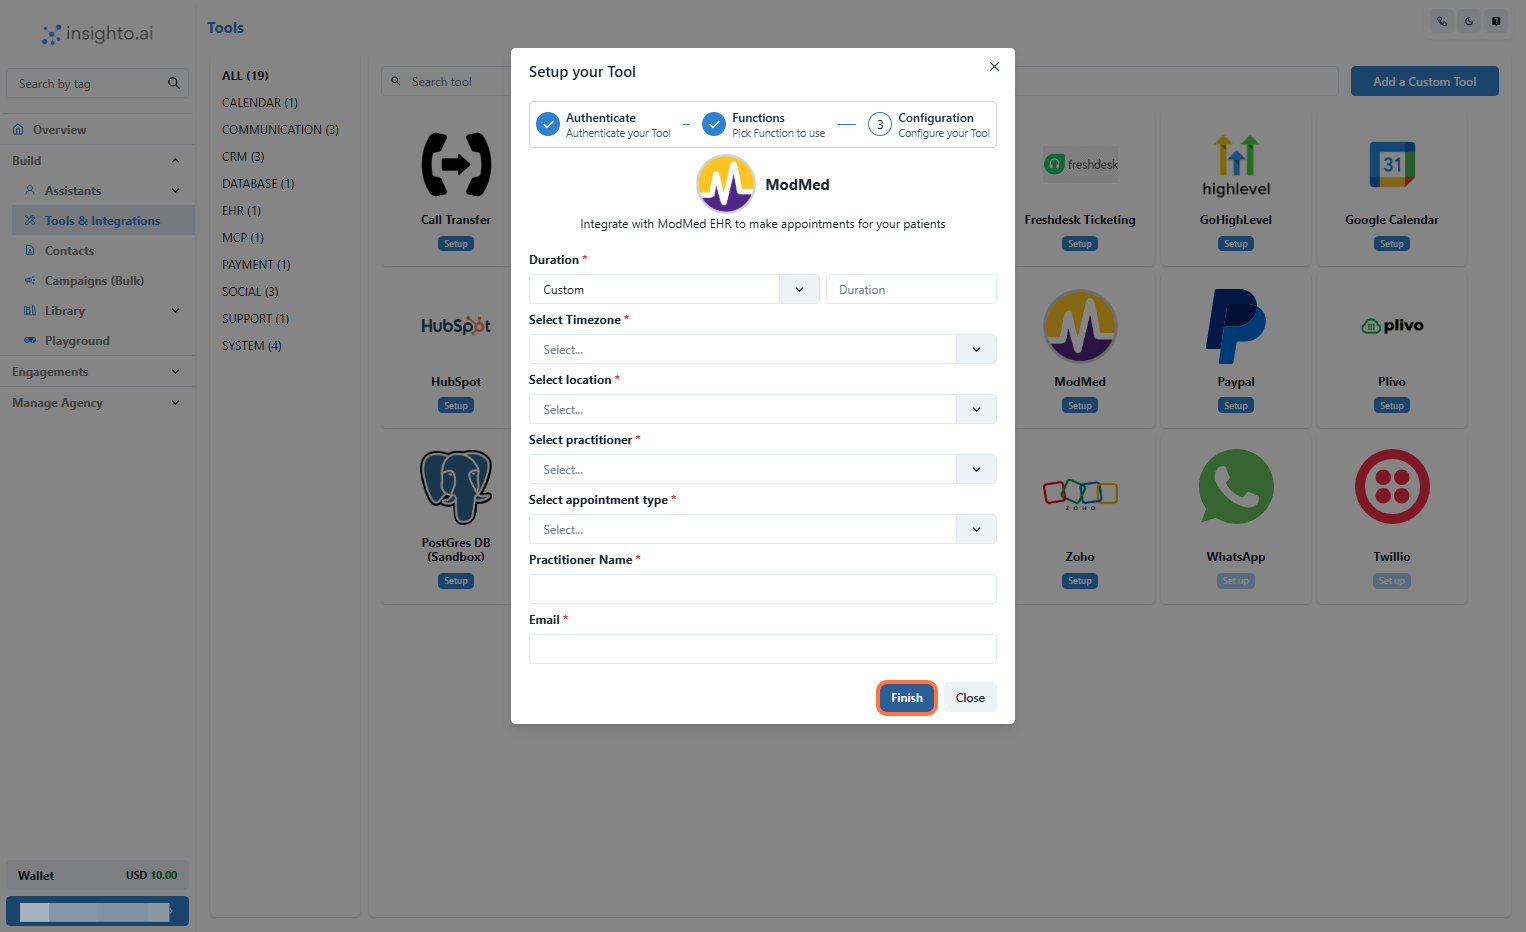 insighto.ai
Search by tag
Overview
Build
Assistants
Tools & Integrations
Contacts
Campaigns (Bulk)
Library
Playground
Engagements
Manage Agency
Wallet USD 10.00
Tools
ALL (19)
CALENDAR (1)
COMMUNICATION (3)
CRM (3)
DATABASE (1)
EHR (1)
MCP (1)
PAYMENT (1)
SOCIAL (3)
SUPPORT (1)
SYSTEM (4)
Search tool
Add a Custom Tool
Call Transfer
Setup
HubSpot
HubSpot
Setup
PostGres DB
(Sandbox)
Setup
Setup your Tool
Authenticate
Authenticate your Tool
Functions
Pick Function to use
3
Configuration
Configure your Tool
ModMed
Integrate with ModMed EHR to make appointments for your patients
Duration *
Custom
Duration
Select Timezone *
Select...
Select location *
Select...
Select practitioner *
Select...
Select appointment type *
Select...
Practitioner Name *
Email *
Finish
Close
freshdesk
Freshdesk Ticketing
Setup
highlevel
GoHighLevel
Setup
31
Google Calendar
Setup
ModMed
Setup
Paypal
Setup
plivo
Plivo
Setup
ZOHO
Zoho
Setup
WhatsApp
Set up
Twillio
Set up